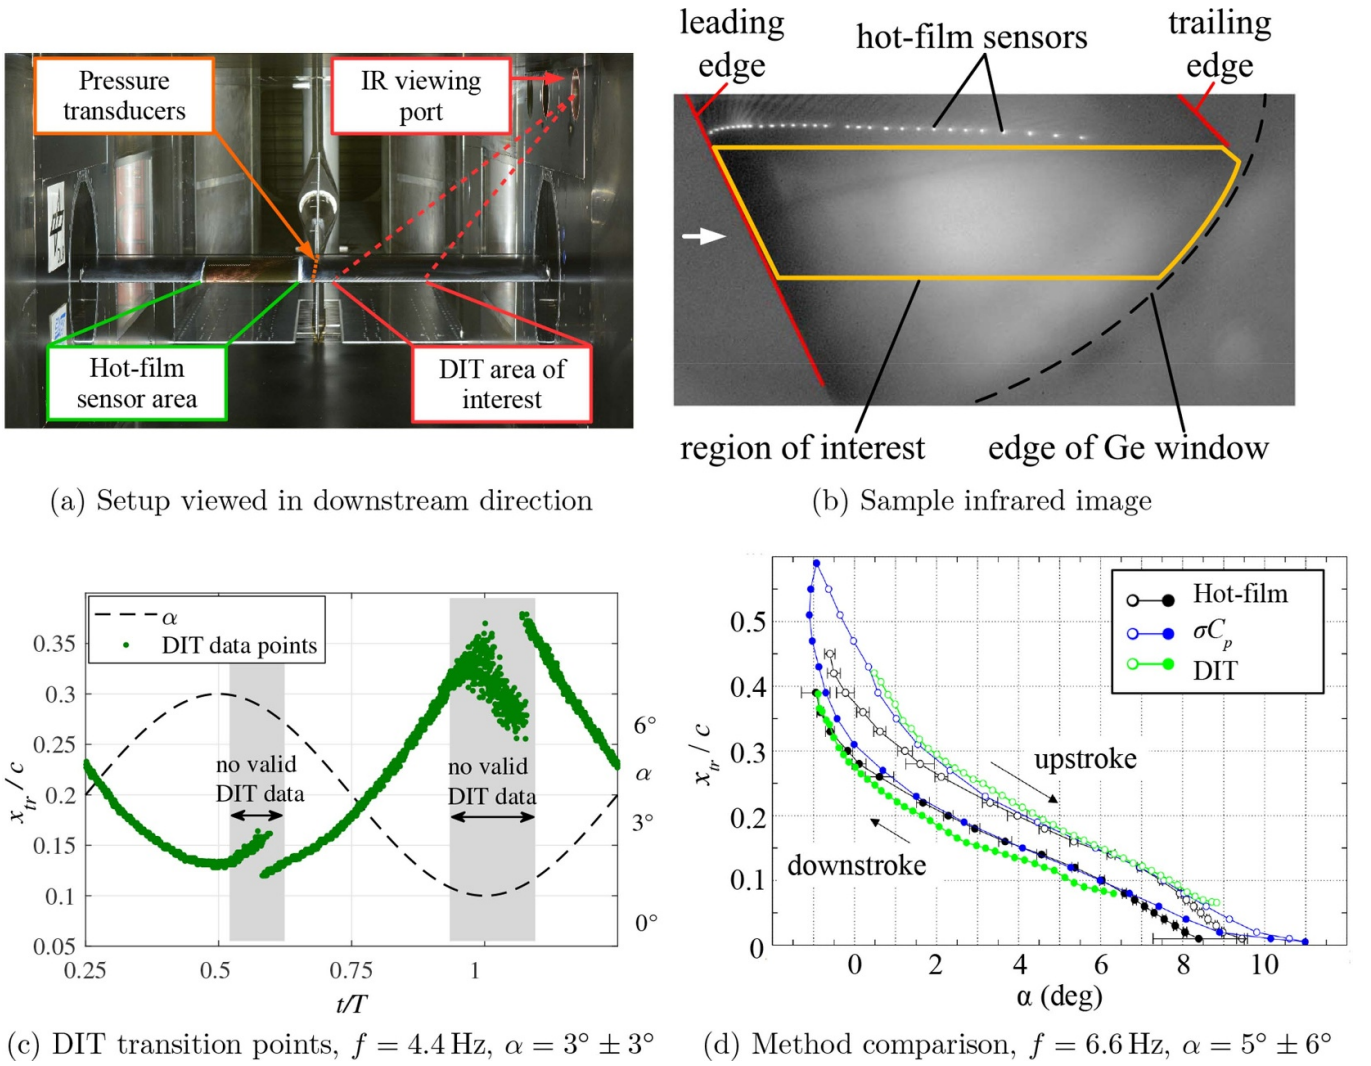 Pressure
transducers
IR viewing
port
Hot-film
sensor area
DIT area of
interest
(a) Setup viewed in downstream direction
leading
edge
hot-film sensors
trailing
edge
region of interest
edge of Ge window
(b) Sample infrared image
α
DIT data points
no valid
DIT data
no valid
DIT data
x_tr / c
0.35
0.3
0.25
0.2
0.15
0.1
0.05
6°
α
3°
0°
0.25
0.5
0.75
1
t/T
(c) DIT transition points, f = 4.4 Hz, α = 3° ± 3°
Hot-film
σC_p
DIT
upstroke
downstroke
x_tr / c
0.5
0.4
0.3
0.2
0.1
0
0
2
4
6
8
10
α (deg)
(d) Method comparison, f = 6.6 Hz, α = 5° ± 6°